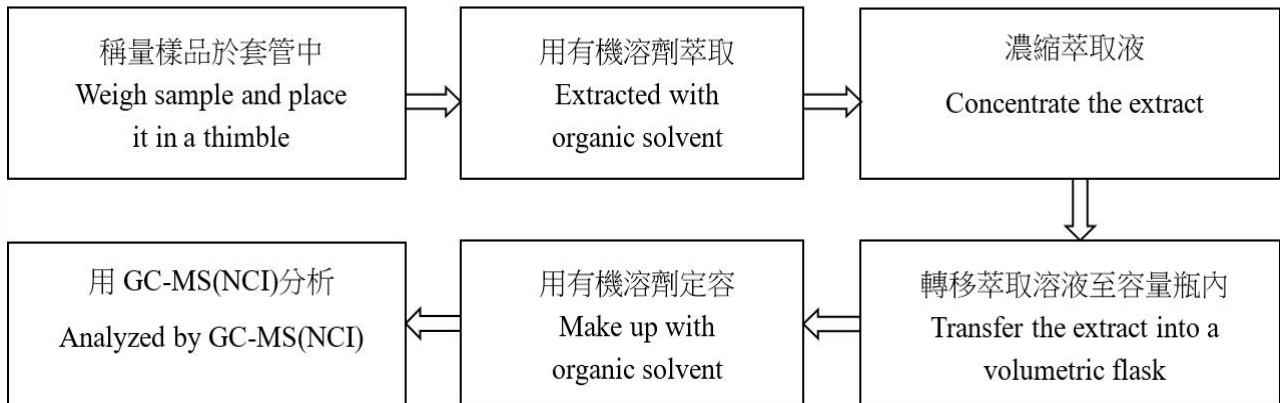 稱量樣品於套管中
Weigh sample and place
it in a thimble
用有機溶劑萃取
Extracted with
organic solvent
濃缩萃取液
Concentrate the extract
轉移萃取溶液至容量瓶內
Transfer the extract into a
volumetric flask
用有機溶劑定容
Make up with
organic solvent
用 GC-MS(NCI)分析
Analyzed by GC-MS(NCI)